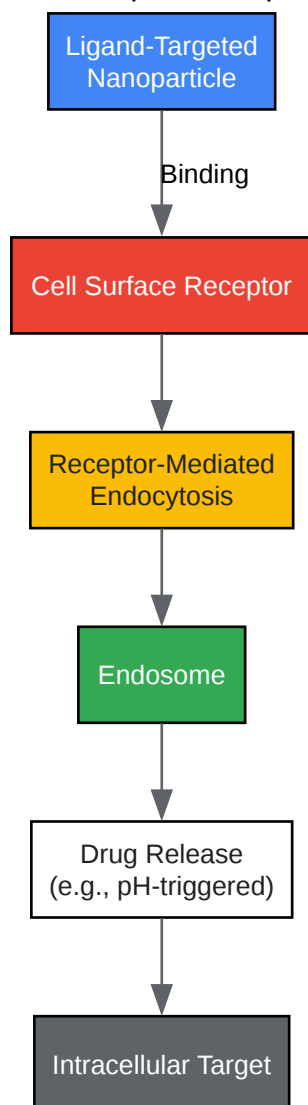 Ligand-Targeted
Nanoparticle
Binding
Cell Surface Receptor
Receptor-Mediated
Endocytosis
Endosome
Drug Release
(e.g., pH-triggered)
Intracellular Target